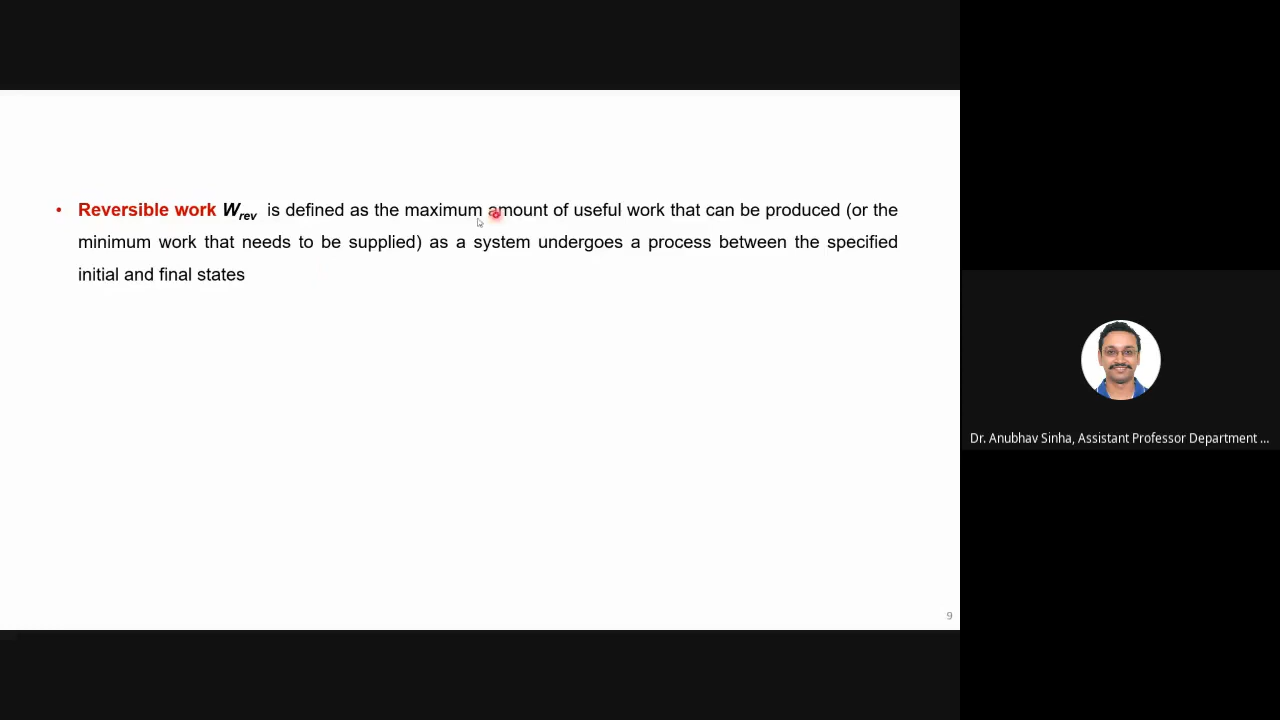 • Reversible work Wrev is defined as the maximum amount of useful work that can be produced (or the
minimum work that needs to be supplied) as a system undergoes a process between the specified
initial and final states
Dr. Anubhav Sinha, Assistant Professor Department ...
9